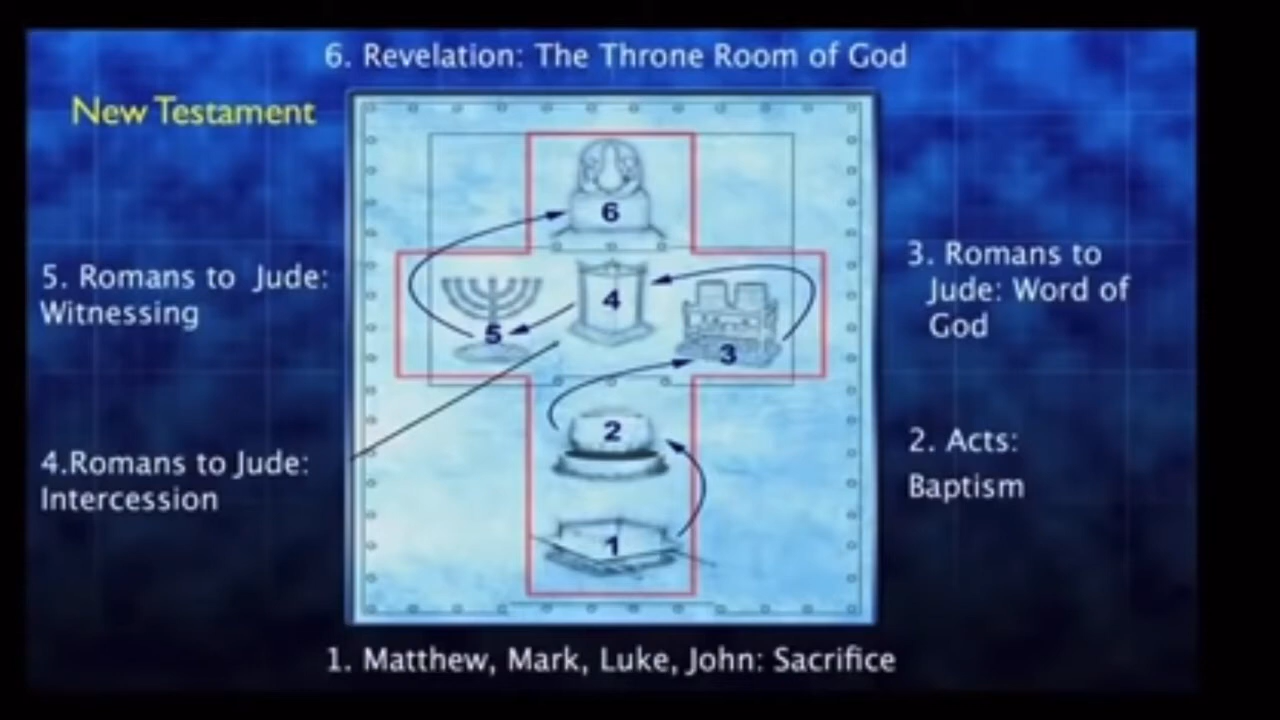 6. Revelation: The Throne Room of God
New Testament
6
5. Romans to Jude:
Witnessing
3. Romans to
Jude: Word of
God
4
5
3
4.Romans to Jude:
Intercession
2
2. Acts:
Baptism
1
1. Matthew, Mark, Luke, John: Sacrifice